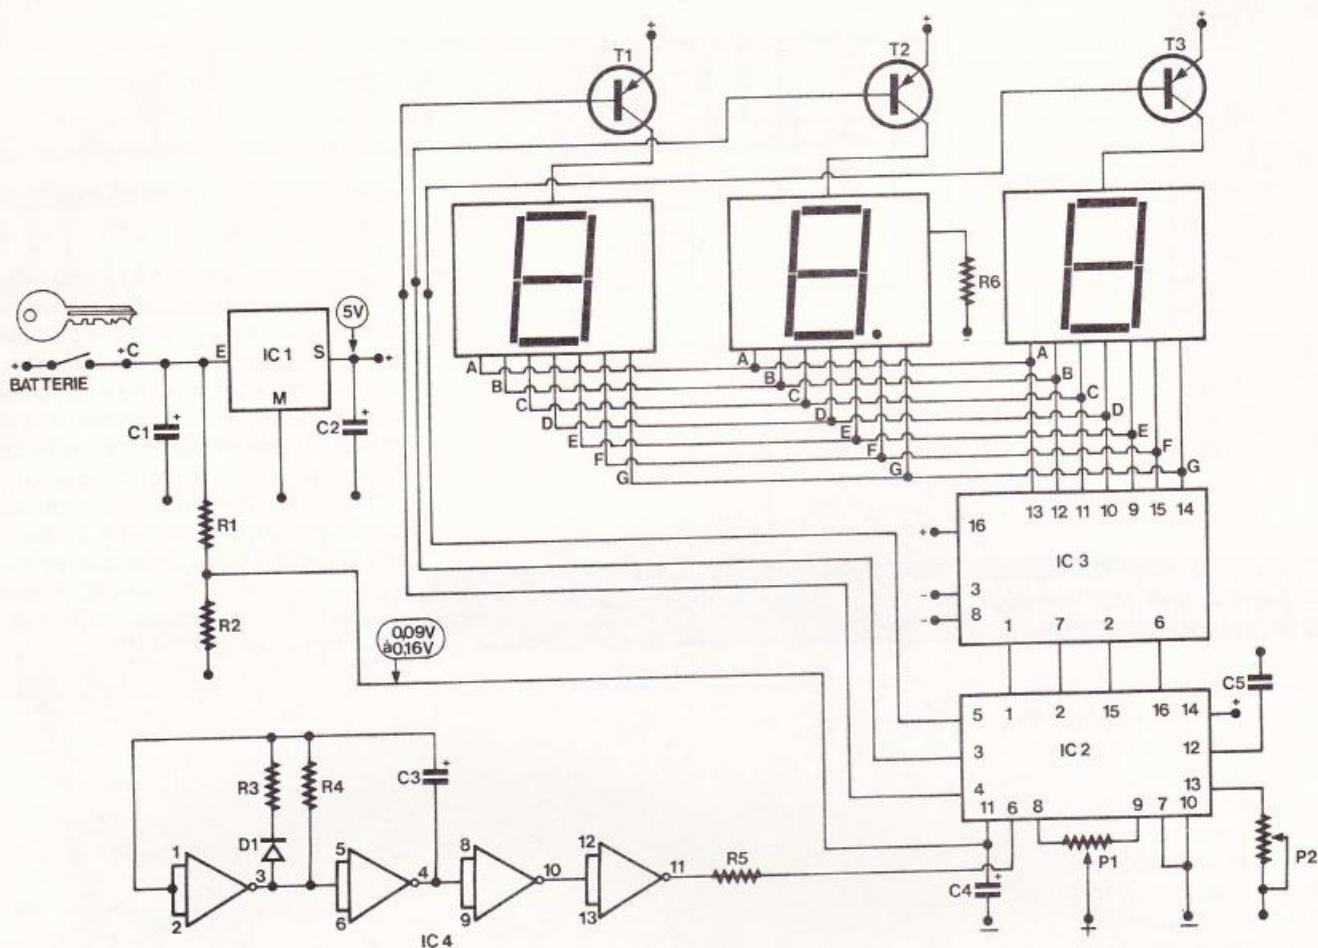 + + +
T1 T2 T3
R6
5V
+ BATTERIE +C E IC 1 S +
M
C1 C2
A B C D E F G
A B C D E F G
A B C D E F G
R1
R2
13 12 11 10 9 15 14
+ 16
IC 3
- 3
- 8
1 7 2 6
0,09V
à 0,16V
C5
5 1 2 15 16 14 +
3 IC 2 12
4 13
11 6 8 9 7 10
P1 P2
C4
- + -
R3 R4 C3 +
D1
1 2 3
5 6 4
8 9 10
12 13 11
R5
IC 4